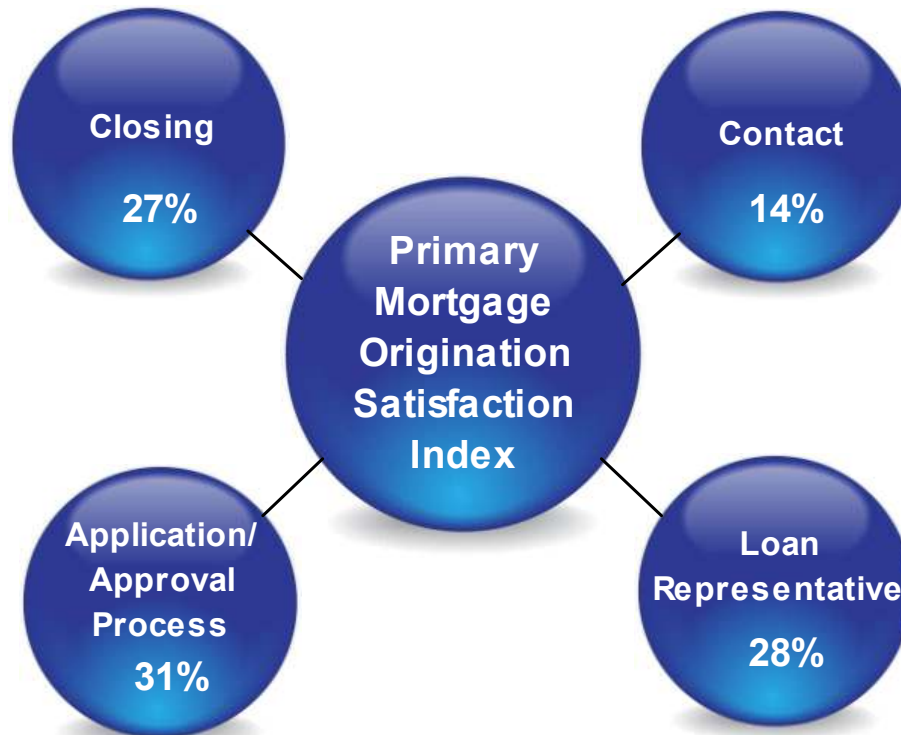 Closing
27%
Contact
14%
Primary
Mortgage
Origination
Satisfaction
Index
Application/
Approval
Process
31%
Loan
Representative
28%